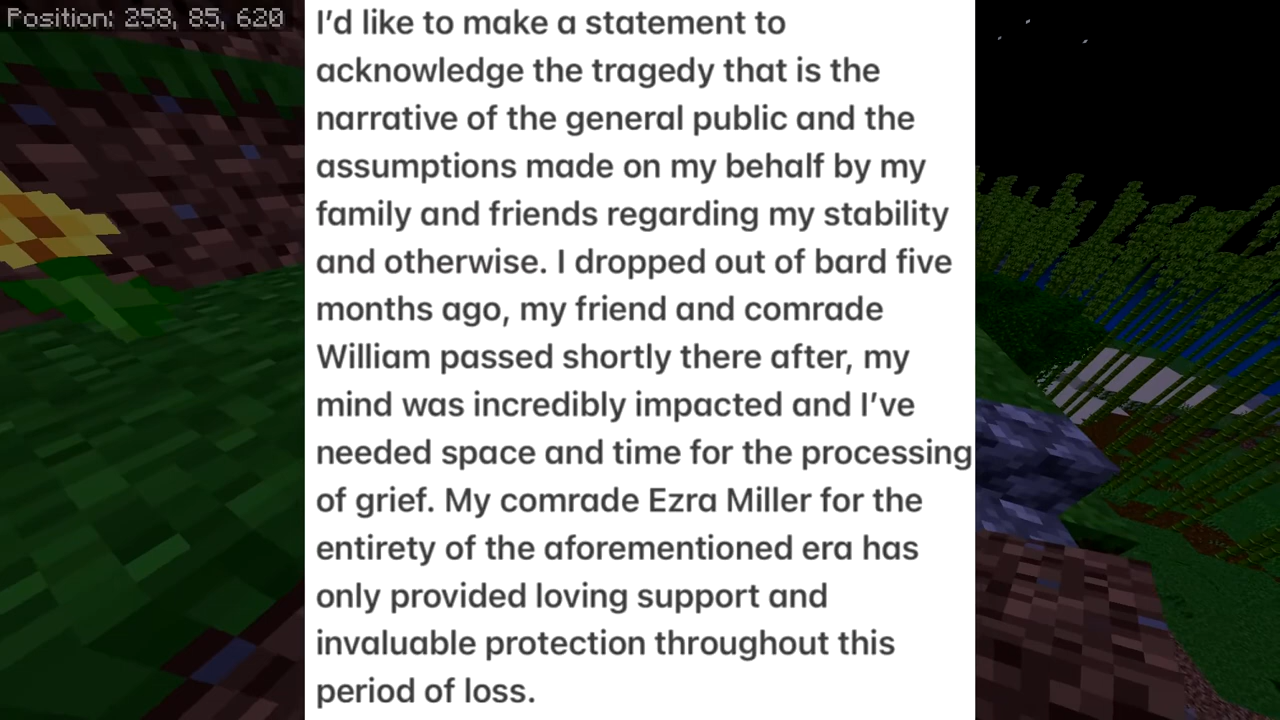 Position: 258, 85, 620
I’d like to make a statement to
acknowledge the tragedy that is the
narrative of the general public and the
assumptions made on my behalf by my
family and friends regarding my stability
and otherwise. I dropped out of bard five
months ago, my friend and comrade
William passed shortly there after, my
mind was incredibly impacted and I’ve
needed space and time for the processing
of grief. My comrade Ezra Miller for the
entirety of the aforementioned era has
only provided loving support and
invaluable protection throughout this
period of loss.